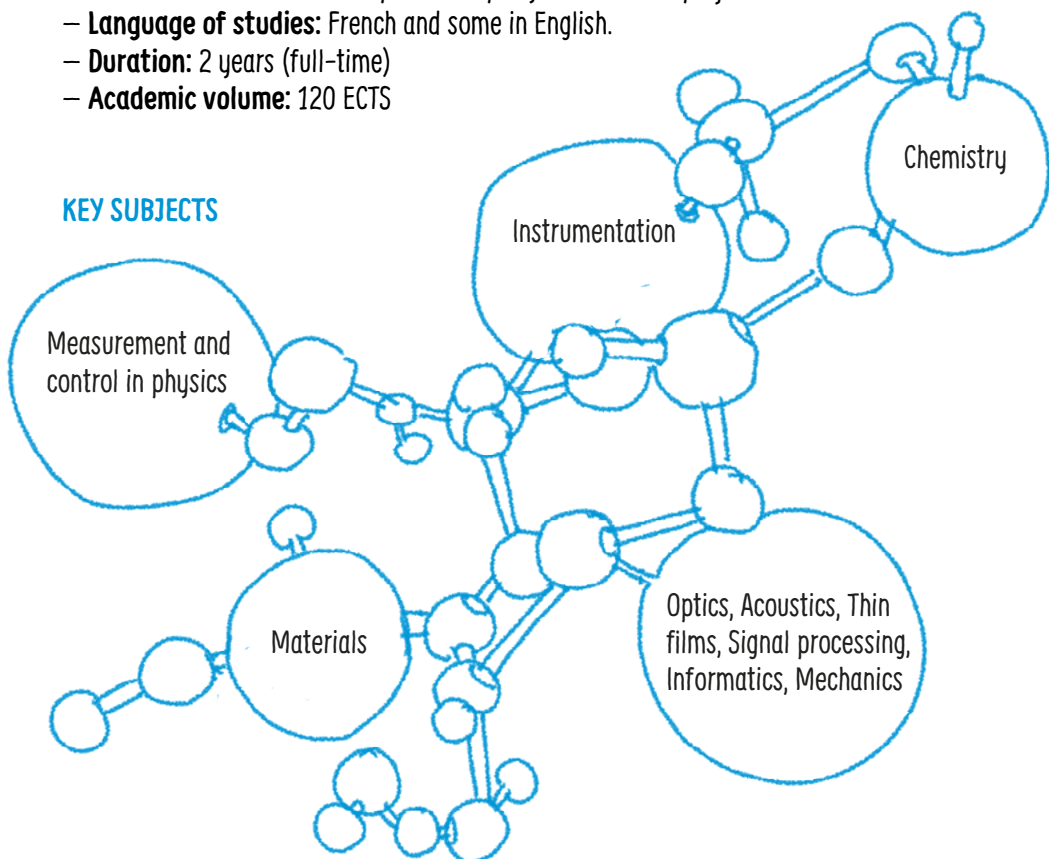 — Language of studies: French and some in English.
— Duration: 2 years (full-time)
— Academic volume: 120 ECTS
KEY SUBJECTS
Chemistry
Instrumentation
Measurement and
control in physics
Optics, Acoustics, Thin
films, Signal processing,
Informatics, Mechanics
Materials